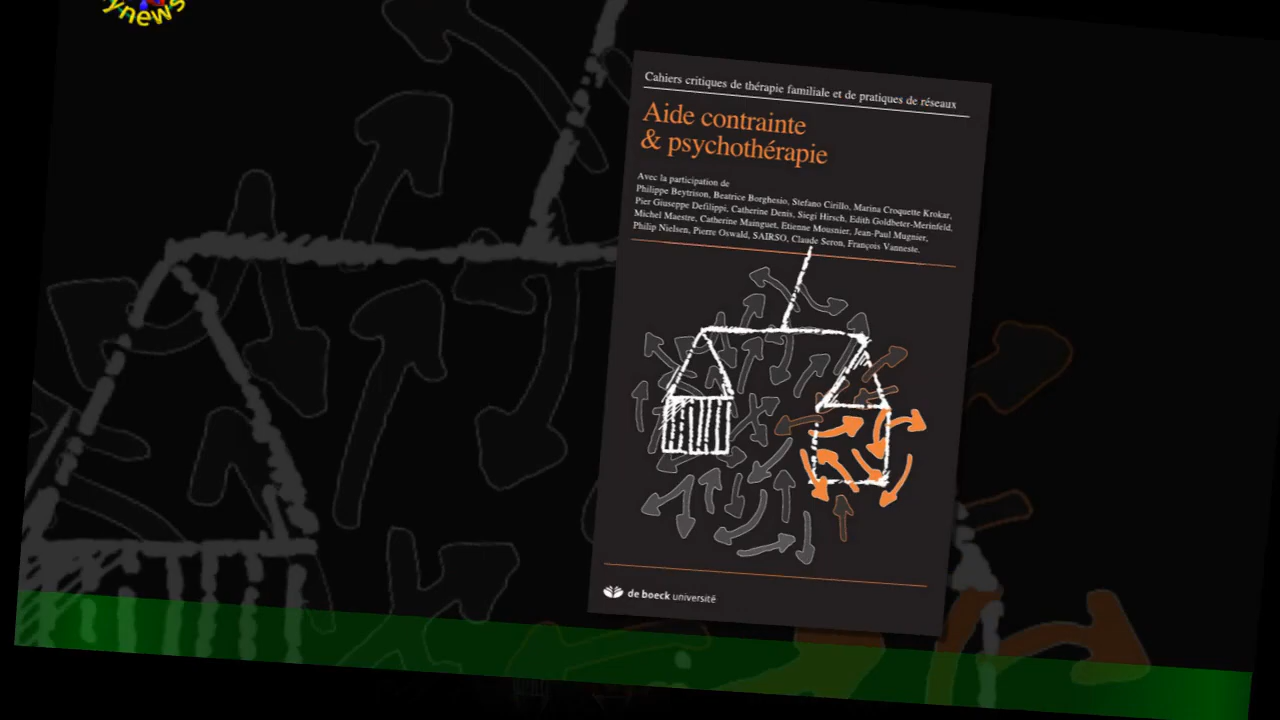 ynews
Cahiers critiques de thérapie familiale et de pratiques de réseaux
Aide contrainte
& psychothérapie
Avec la participation de
Philippe Beytrison, Beatrice Borghesio, Stefano Cirillo, Marina Croquette Krokar,
Pier Giuseppe Defilippi, Catherine Denis, Siegi Hirsch, Edith Goldbeter-Merinfeld,
Michel Maestre, Catherine Mainguet, Etienne Mousnier, Jean-Paul Mugnier,
Philip Nielsen, Pierre Oswald, SAIRSO, Claude Seron, François Vanneste.
de boeck université